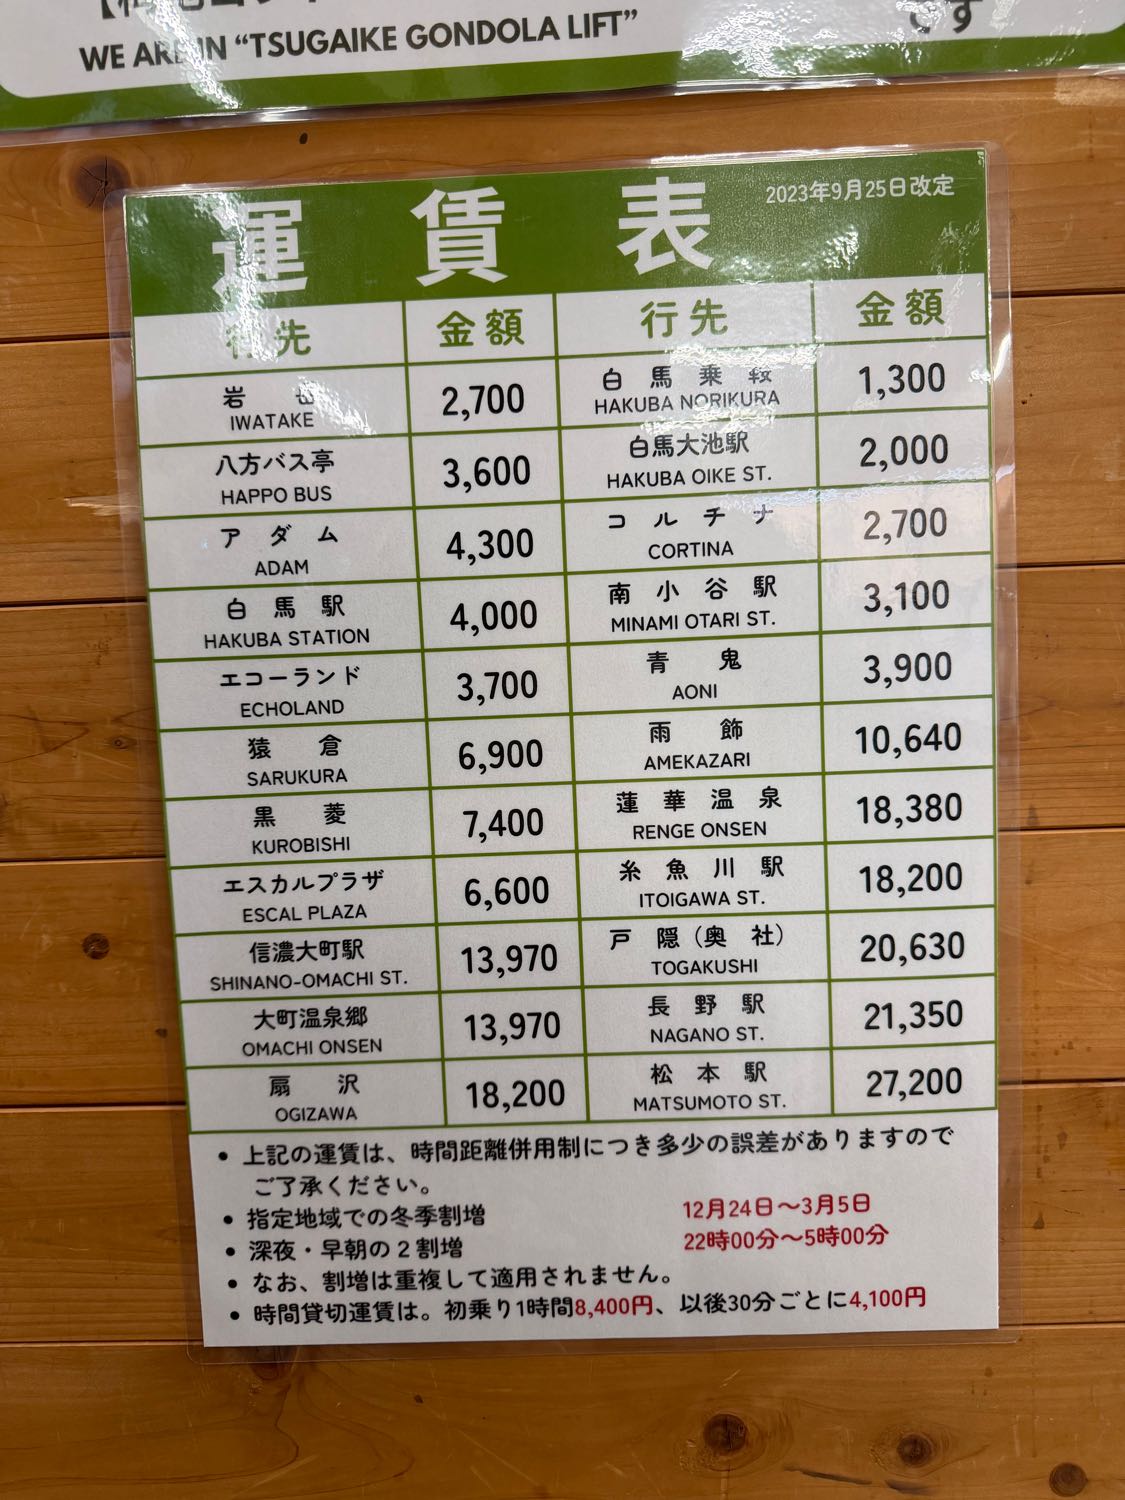 WE ARE IN “TSUGAIKE GONDOLA LIFT”
です
運賃表
2023年9月25日改定
行先 金額 行先 金額
岩岳 2,700 白馬乗鞍 1,300
IWATAKE HAKUBA NORIKURA
八方バス亭 3,600 白馬大池駅 2,000
HAPPO BUS HAKUBA OIKE ST.
アダム 4,300 コルチナ 2,700
ADAM CORTINA
白馬駅 4,000 南小谷駅 3,100
HAKUBA STATION MINAMI OTARI ST.
エコーランド 3,700 青鬼 3,900
ECHOLAND AONI
猿倉 6,900 雨飾 10,640
SARUKURA AMEKAZARI
黒菱 7,400 蓮華温泉 18,380
KUROBISHI RENGE ONSEN
エスカルプラザ 6,600 糸魚川駅 18,200
ESCAL PLAZA ITOIGAWA ST.
信濃大町駅 13,970 戸隠（奥社） 20,630
SHINANO-OMACHI ST. TOGAKUSHI
大町温泉郷 13,970 長野駅 21,350
OMACHI ONSEN NAGANO ST.
扇沢 18,200 松本駅 27,200
OGIZAWA MATSUMOTO ST.
• 上記の運賃は、時間距離併用制につき多少の誤差がありますので
ご了承ください。
• 指定地域での冬季割増 12月24日～3月5日
• 深夜・早朝の２割増 22時00分～5時00分
• なお、割増は重複して適用されません。
• 時間貸切運賃は。初乗り1時間8,400円、以後30分ごとに4,100円